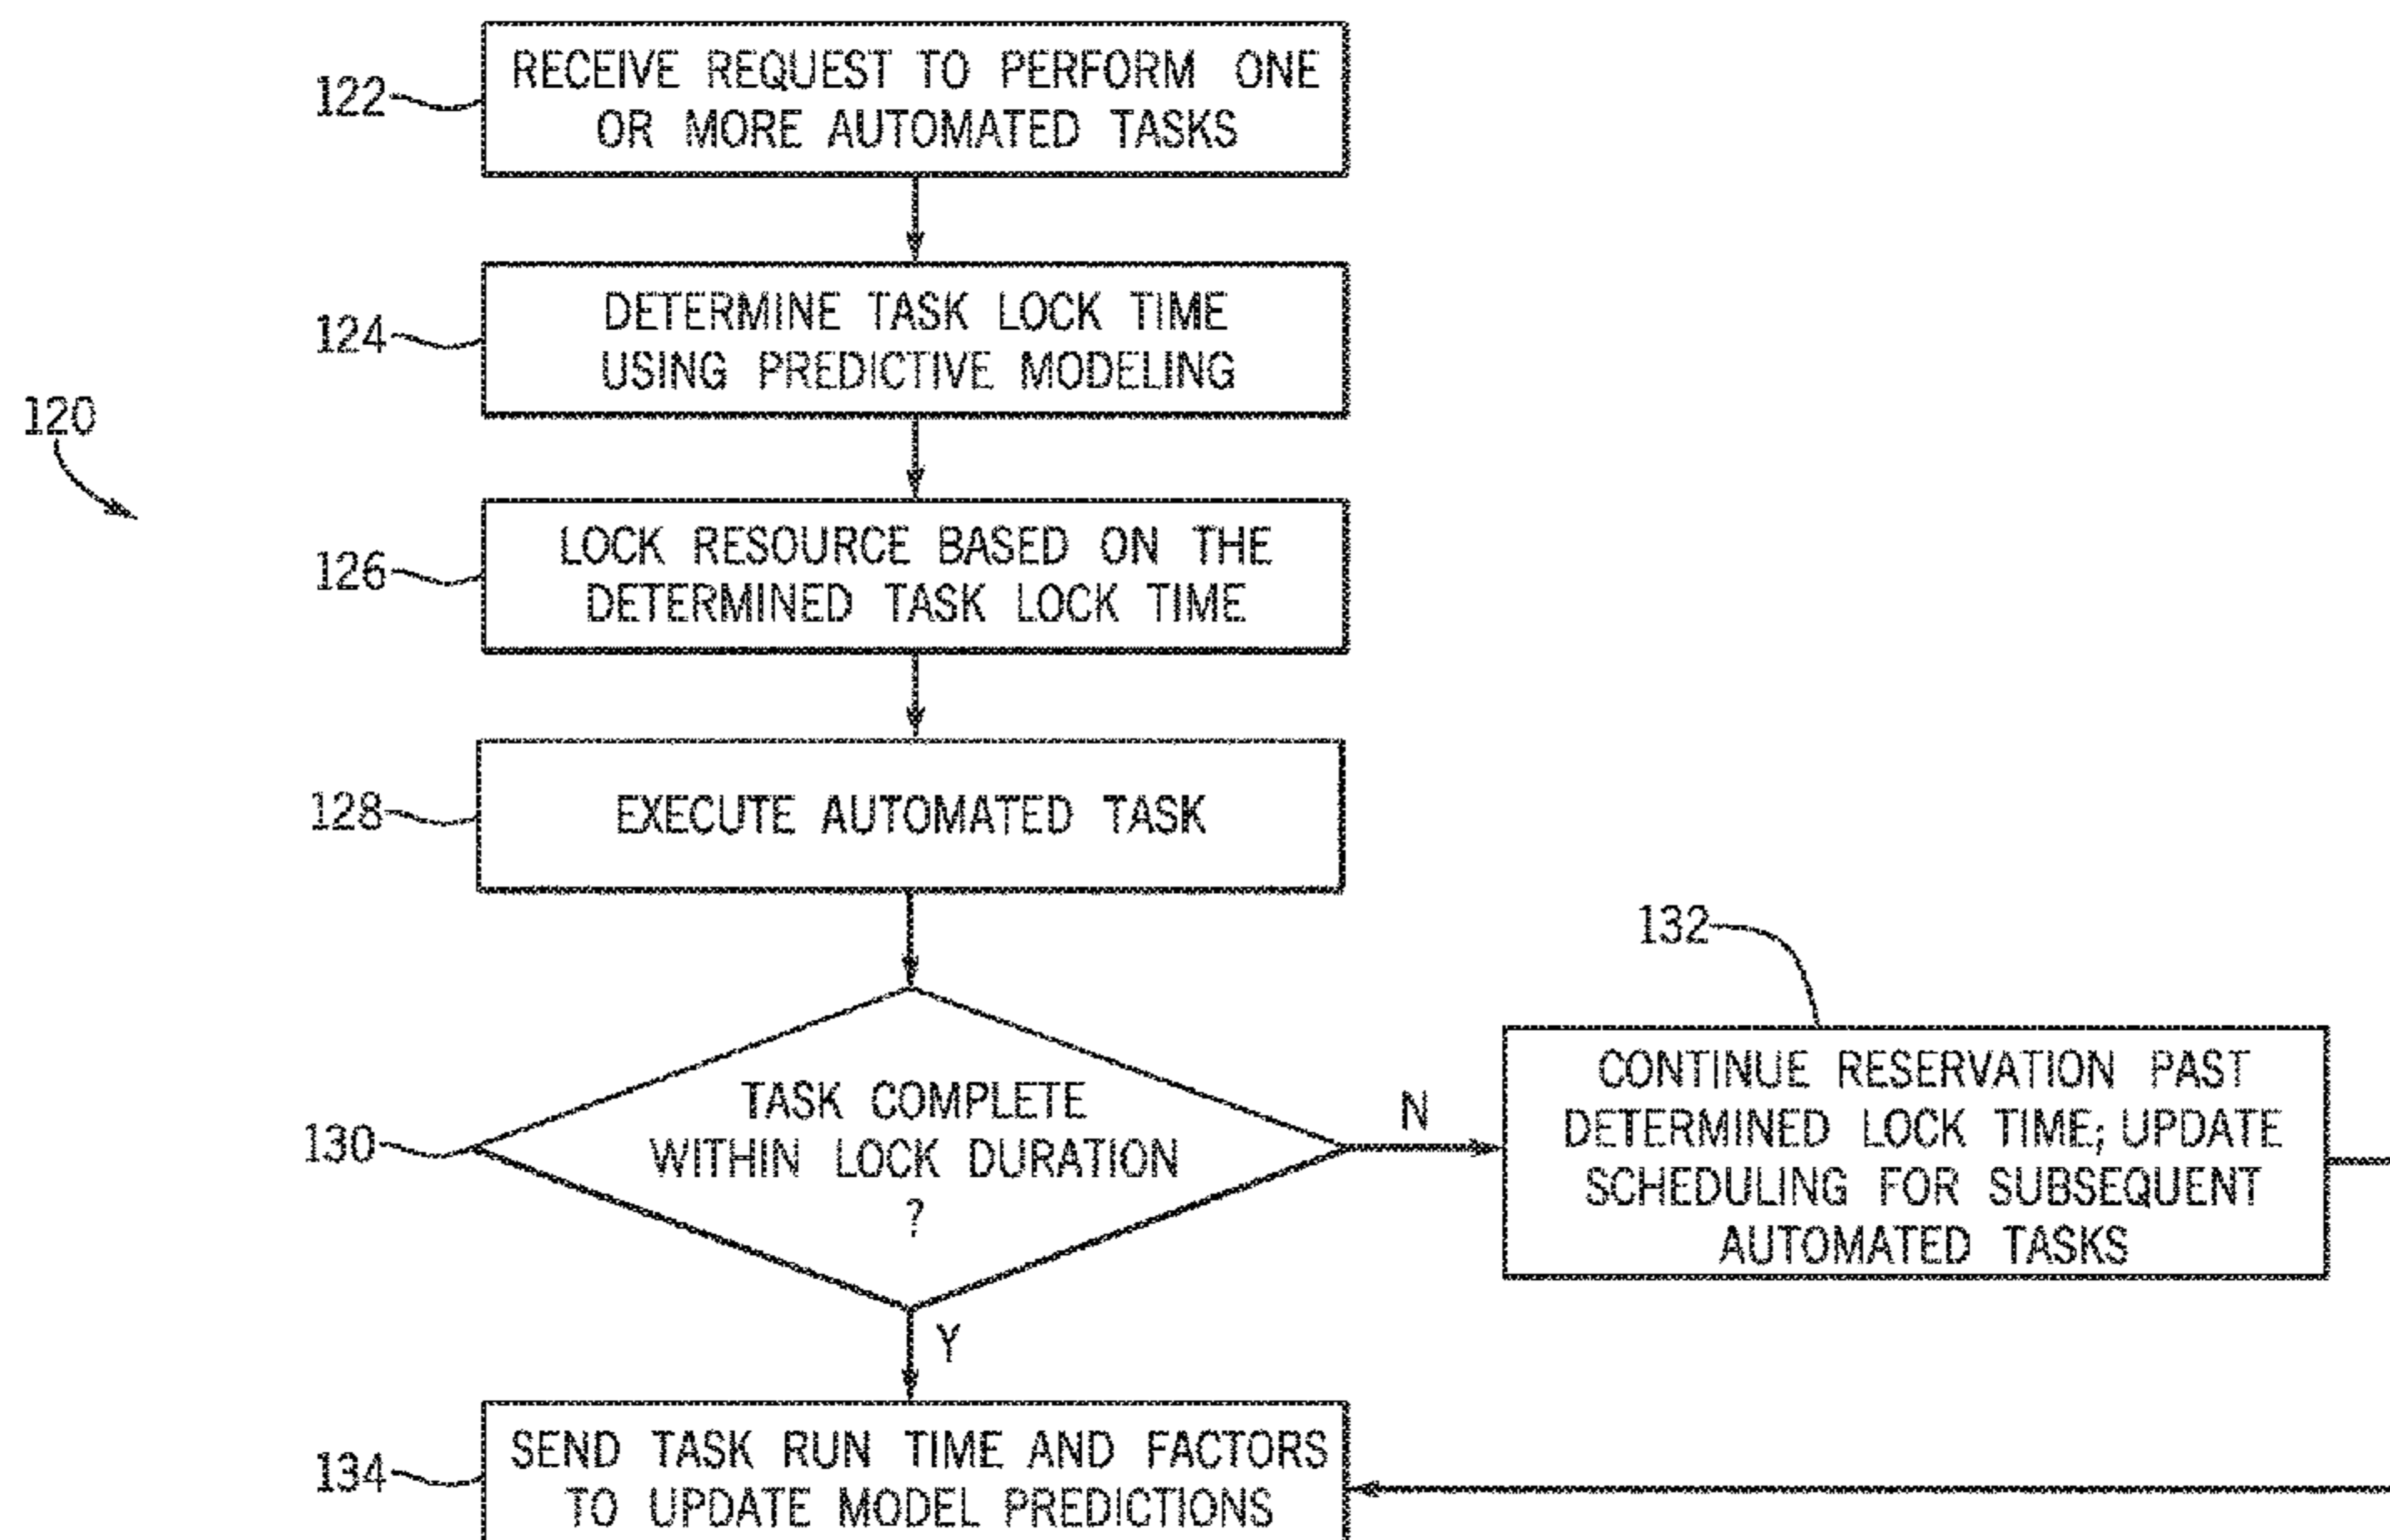 122
RECEIVE REQUEST TO PERFORM ONE
OR MORE AUTOMATED TASKS
124
DETERMINE TASK LOCK TIME
USING PREDICTIVE MODELING
120
126
LOCK RESOURCE BASED ON THE
DETERMINED TASK LOCK TIME
128
EXECUTE AUTOMATED TASK
130
TASK COMPLETE
WITHIN LOCK DURATION
?
N
132
CONTINUE RESERVATION PAST
DETERMINED LOCK TIME; UPDATE
SCHEDULING FOR SUBSEQUENT
AUTOMATED TASKS
Y
134
SEND TASK RUN TIME AND FACTORS
TO UPDATE MODEL PREDICTIONS